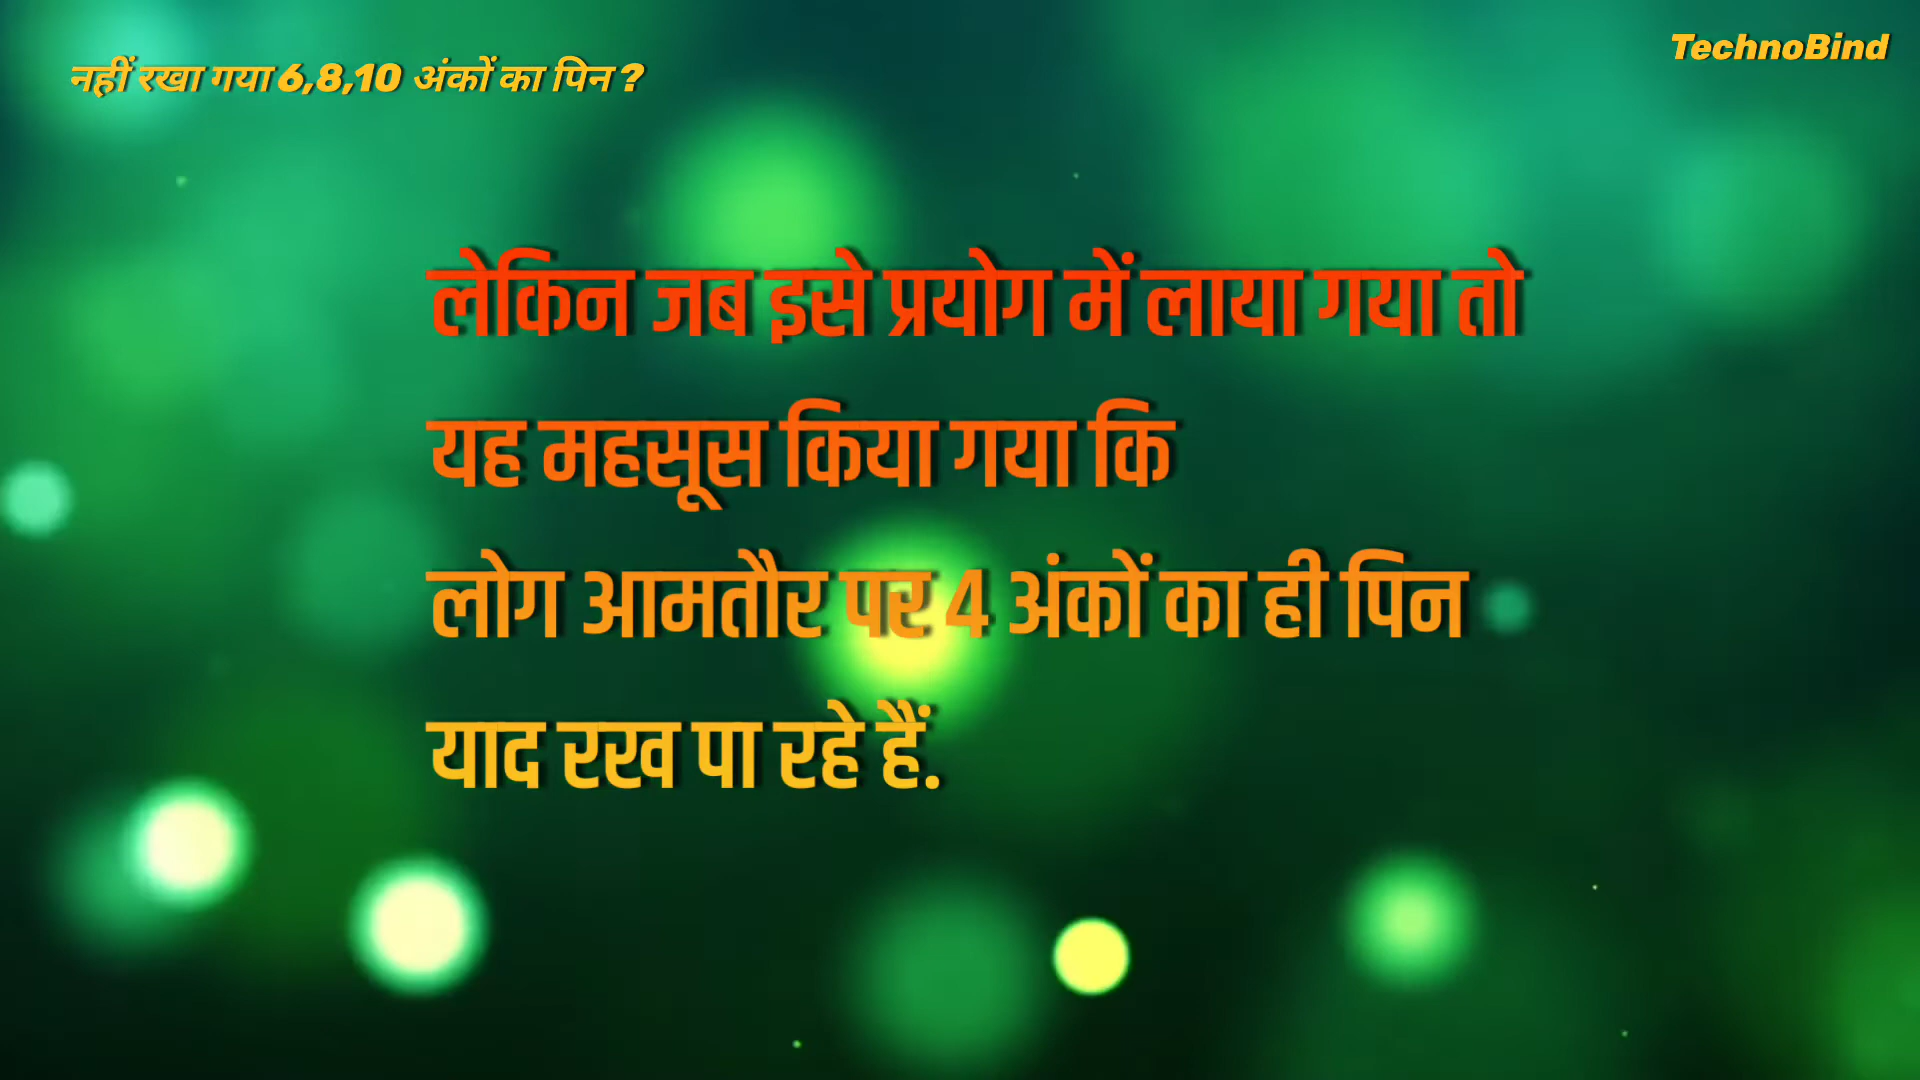 नहीं रखा गया 6,8,10 अंकों का पिन ?
TechnoBind
लेकिन जब इसे प्रयोग में लाया गया तो
यह महसूस किया गया कि
लोग आमतौर पर 4 अंकों का ही पिन
याद रख पा रहे हैं.